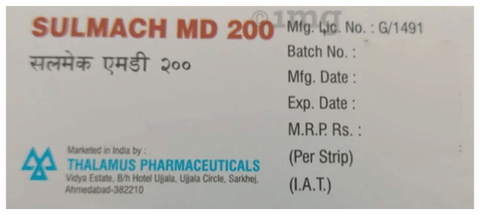 SULMACH MD 200
सलमेक एमडी २००
Marketed in India by :
THALAMUS PHARMACEUTICALS
Vidya Estate, B/h Hotel Ujjala, Ujjala Circle, Sarkhej,
Ahmedabad-382210
1mg
Mfg. Lic. No. : G/1491
Batch No. :
Mfg. Date :
Exp. Date :
M.R.P. Rs. :
(Per Strip)
(I.A.T.)